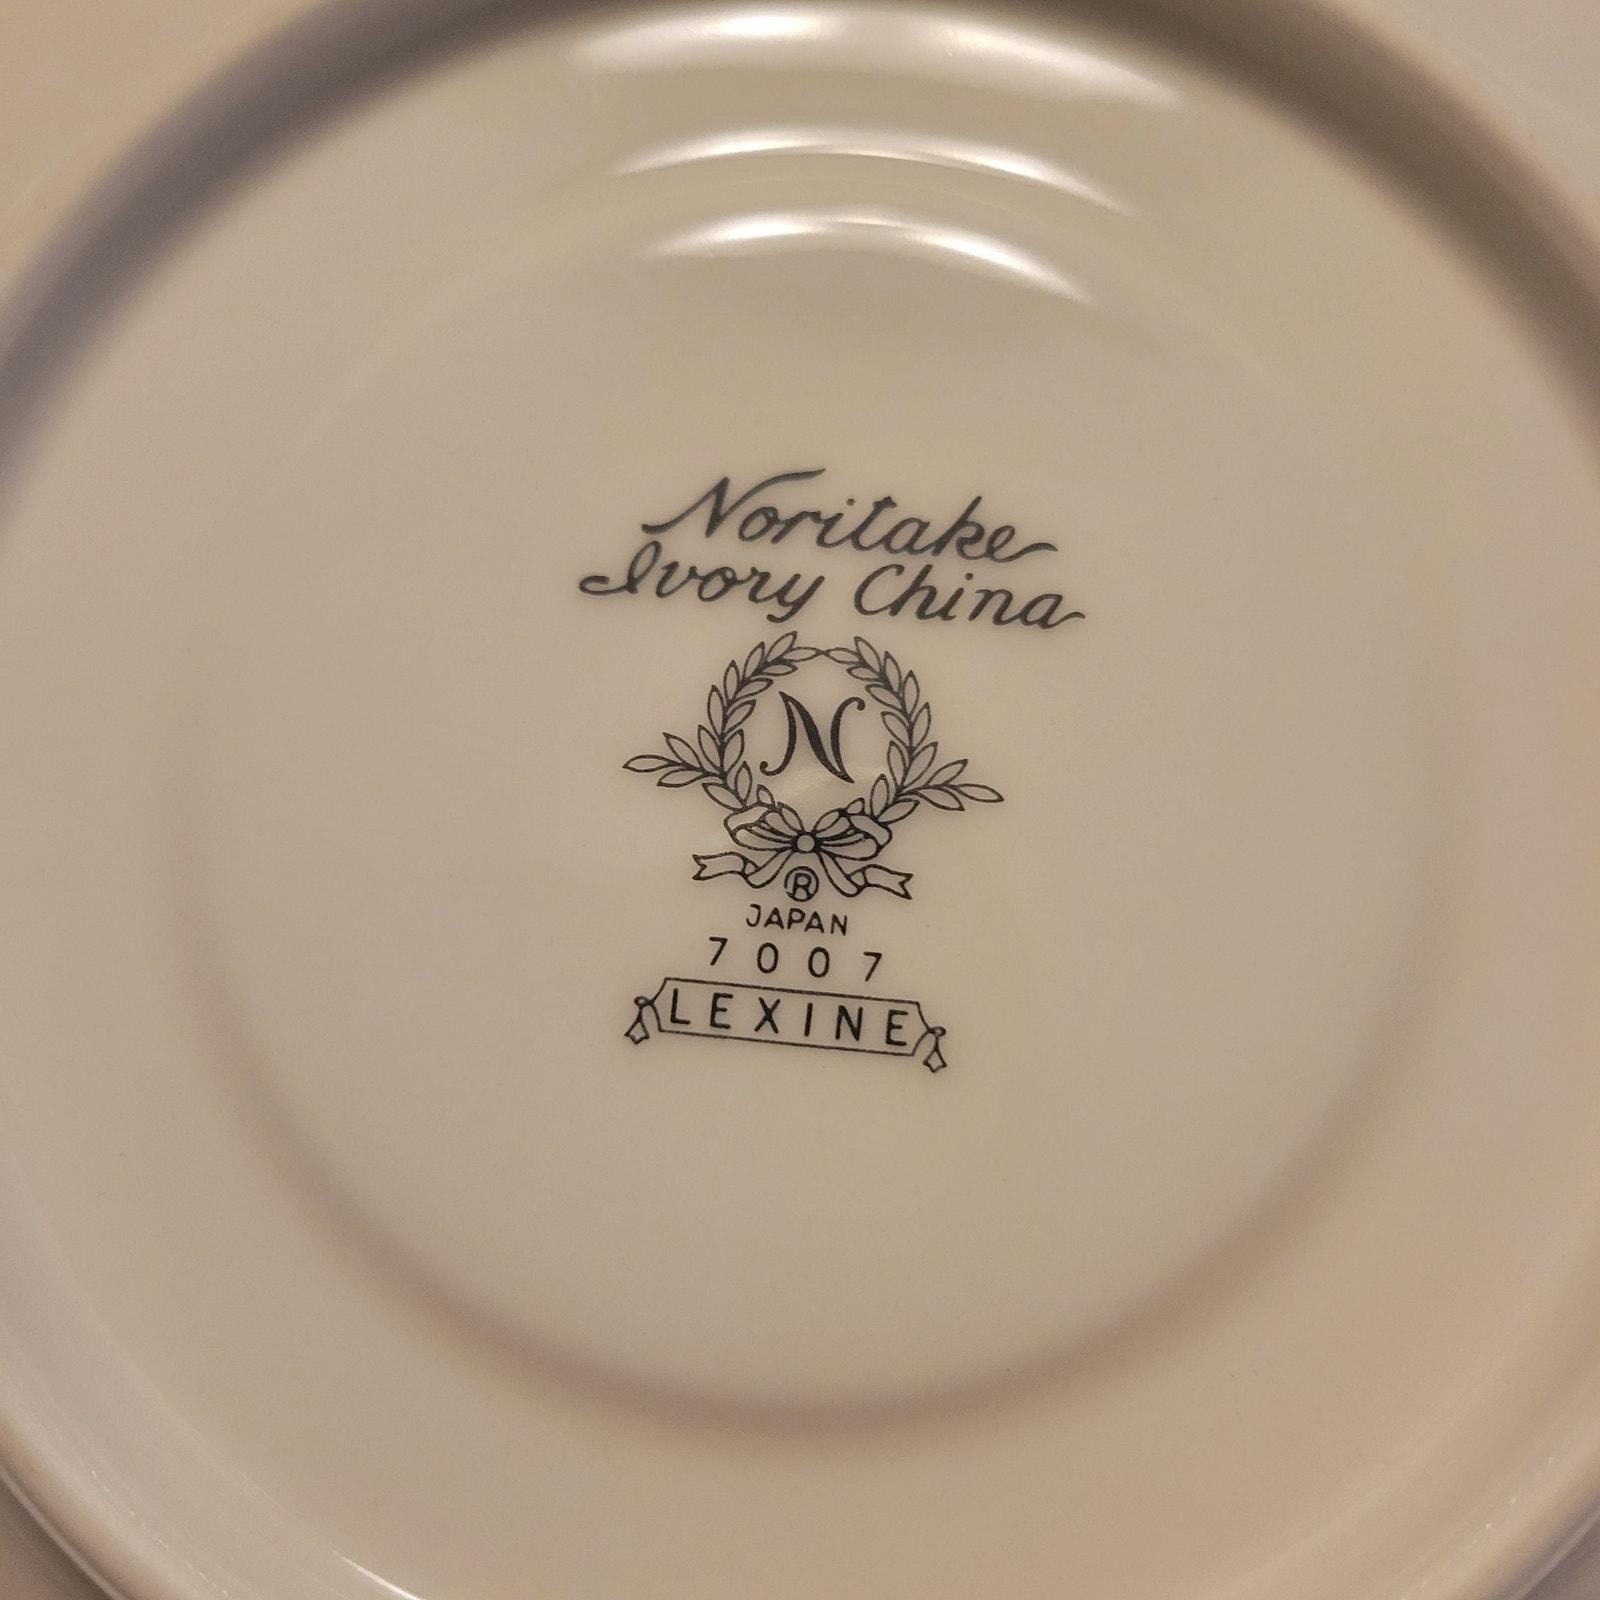 Noritake
Ivory China
N
®
JAPAN
7007
LEXINE